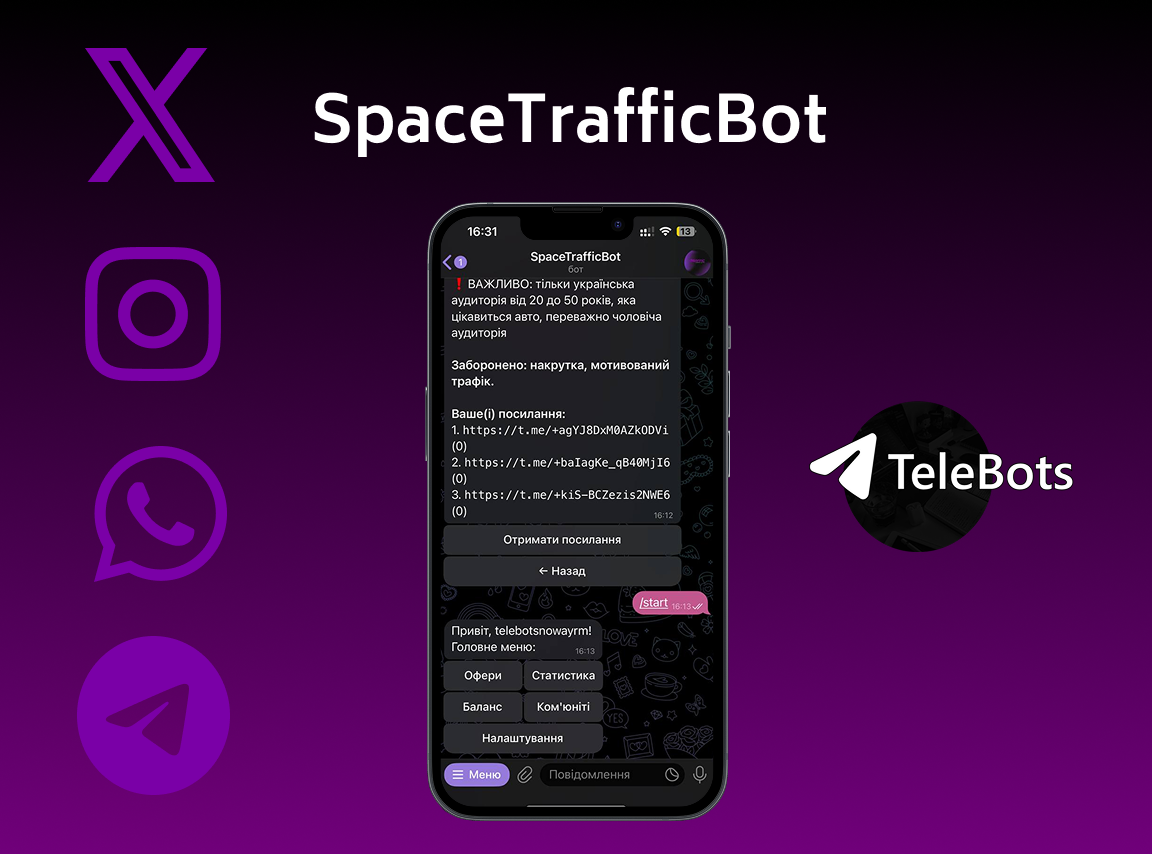 SpaceTrafficBot
16:31
13
1
SpaceTrafficBot
бот
❗ ВАЖЛИВО: тільки українська
аудиторія від 20 до 50 років, яка
цікавиться авто, переважно чоловіча
аудиторія
Заборонено: накрутка, мотивований
трафік.
Ваше(і) посилання:
1. https://t.me/+agYJ8DxM0AZkODVi
(0)
2. https://t.me/+baIagKe_qB40MjI6
(0)
3. https://t.me/+kiS-BCZezis2NWE6
(0)
16:12
Отримати посилання
← Назад
/start 16:13
Привіт, telebotsnowayrm!
Головне меню:
16:13
Офери Статистика
Баланс Ком'юніті
Налаштування
Меню Повідомлення
LOVE
YES
TeleBots